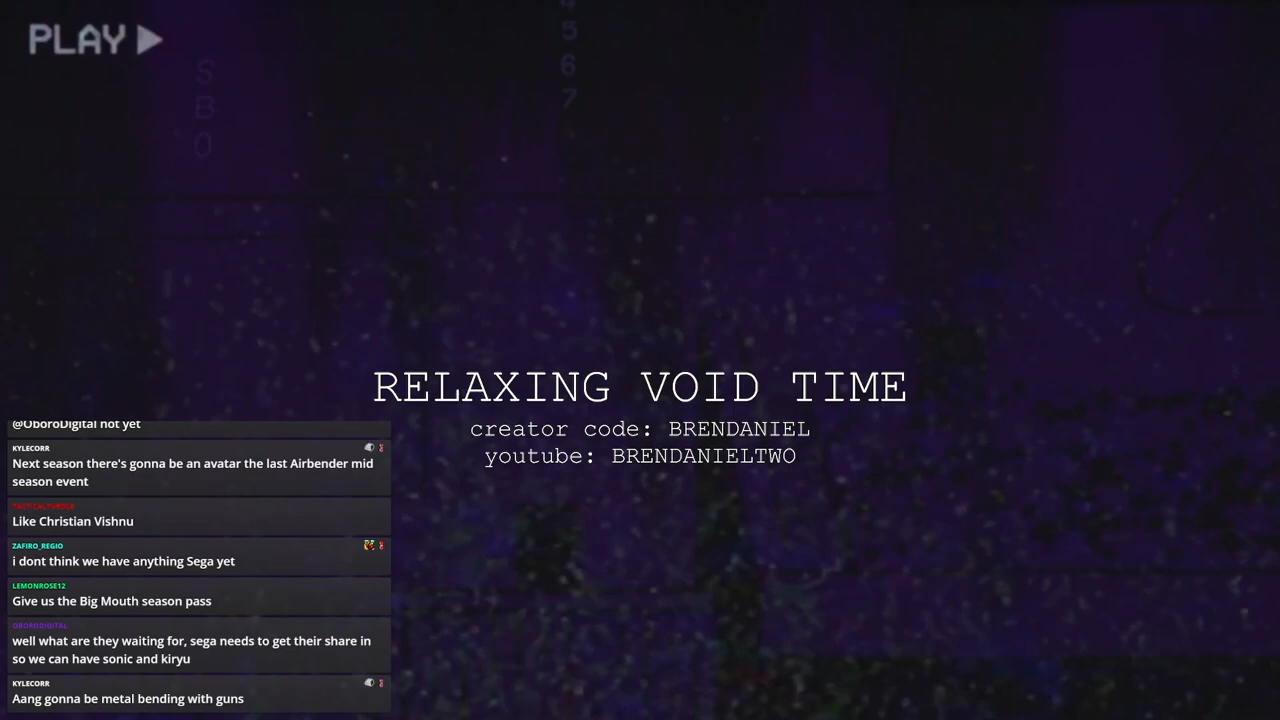 PLAY
S
B
O
5
6
7
RELAXING VOID TIME
creator code: BRENDANIEL
youtube: BRENDANIELTWO
@OboroDigital not yet
KYLECORR
Next season there's gonna be an avatar the last Airbender mid
season event
Like Christian Vishnu
ZAFIRO_REGIO
i dont think we have anything Sega yet
LEMONROSE12
Give us the Big Mouth season pass
OBORODIGITAL
well what are they waiting for, sega needs to get their share in
so we can have sonic and kiryu
KYLECORR
Aang gonna be metal bending with guns